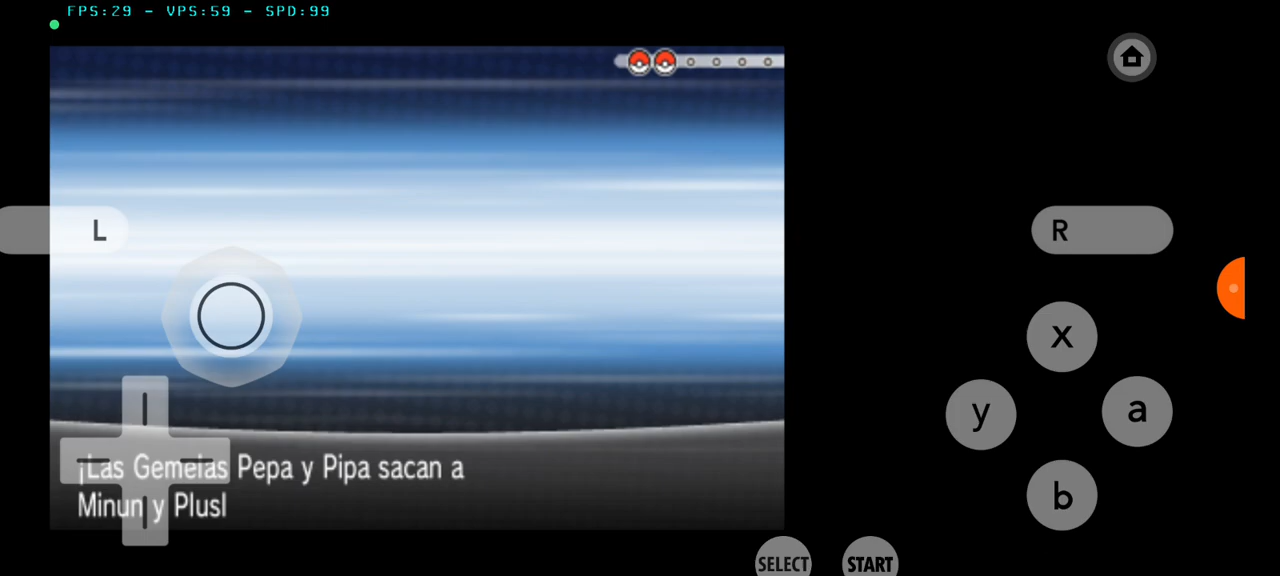 FPS:29 - VPS:59 - SPD:99
L
R
x
y
a
¡Las Gemelas Pepa y Pipa sacan a
Minun y Plusl
b
SELECT
START